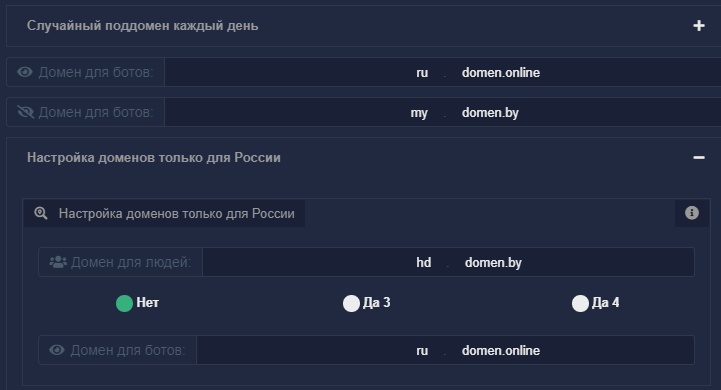 Случайный поддомен каждый день
Домен для ботов: ru . domen.online
Домен для ботов: my . domen.by
Настройка доменов только для России
Настройка доменов только для России
Домен для людей: hd . domen.by
Нет Да 3 Да 4
Домен для ботов: ru . domen.online